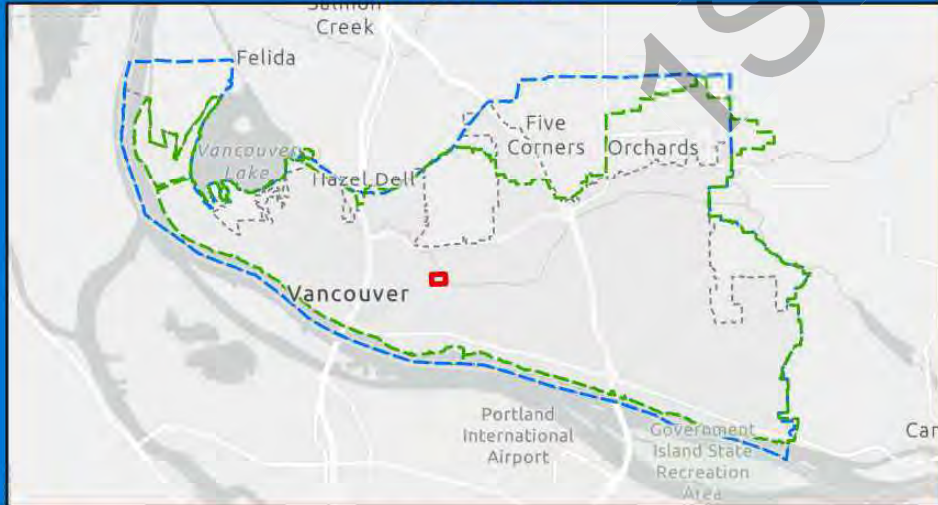 Salmon
Creek
Felida
Five
Corners
Orchards
Vancouver
Lake
Hazel Dell
Vancouver
Portland
International
Airport
Government
Island State
Recreation
Area